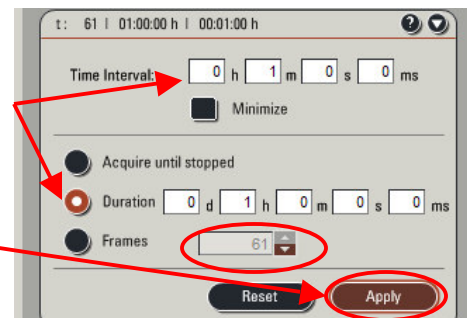 t: 61 | 01:00:00 h | 00:01:00 h ?
Time Interval: 0 h 1 m 0 s 0 ms
Minimize
Acquire until stopped
Duration 0 d 1 h 0 m 0 s 0 ms
Frames 61
Reset Apply